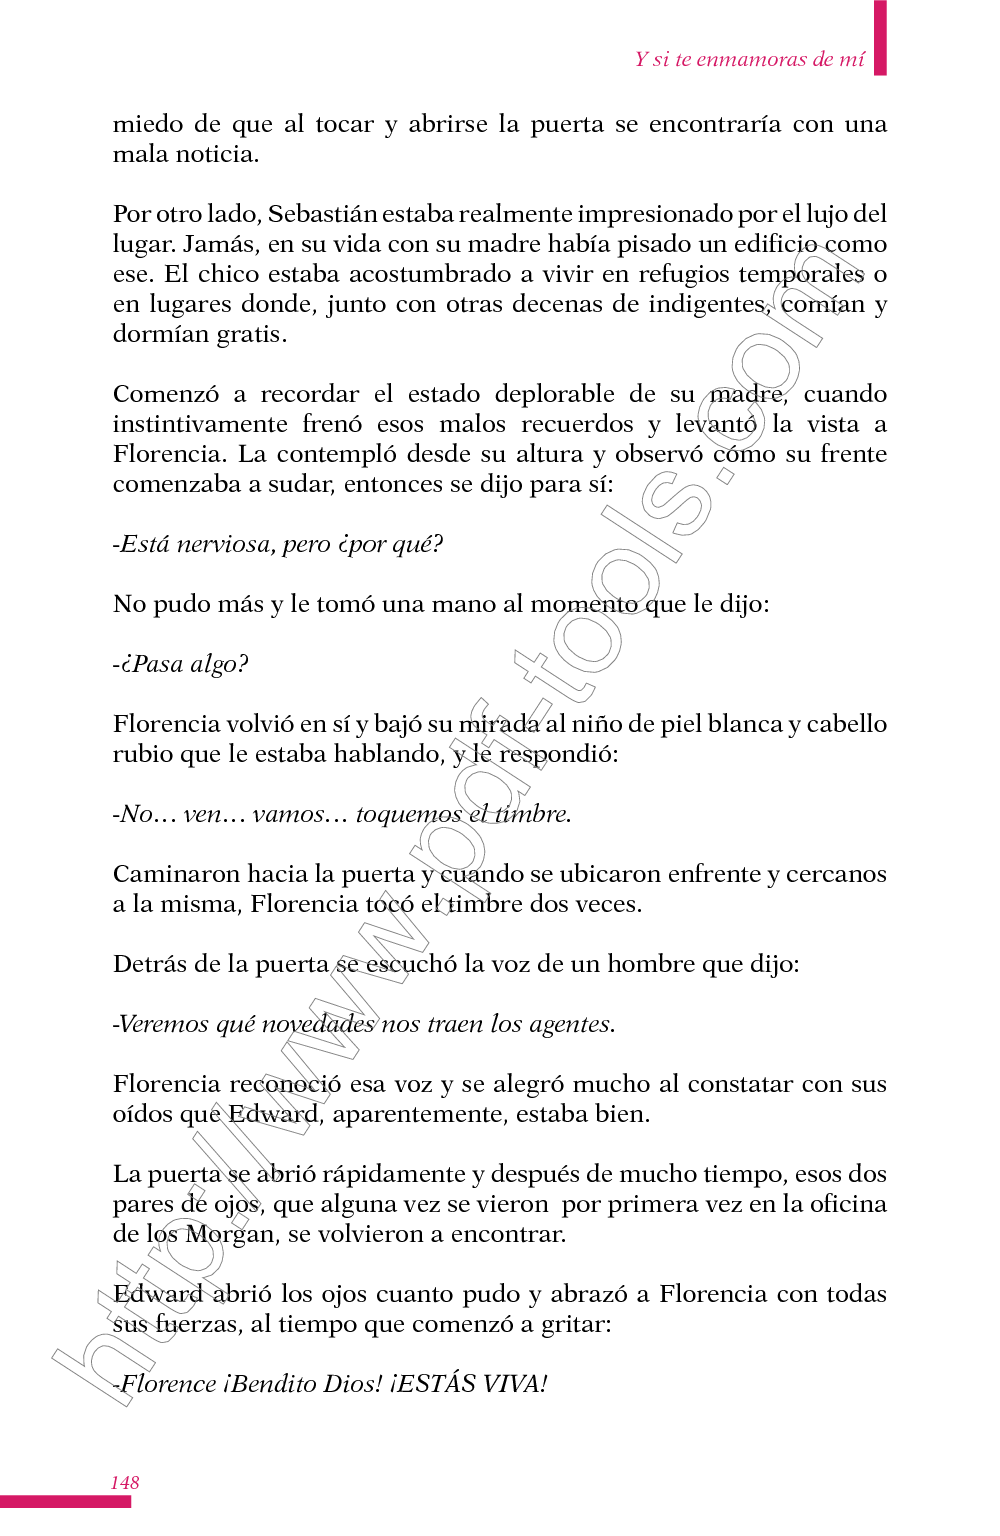 Y si te enmamoras de mí
miedo de que al tocar y abrirse la puerta se encontraría con una
mala noticia.
Por otro lado, Sebastián estaba realmente impresionado por el lujo del
lugar. Jamás, en su vida con su madre había pisado un edificio como
ese. El chico estaba acostumbrado a vivir en refugios temporales o
en lugares donde, junto con otras decenas de indigentes, comían y
dormían gratis.
Comenzó a recordar el estado deplorable de su madre, cuando
instintivamente frenó esos malos recuerdos y levantó la vista a
Florencia. La contempló desde su altura y observó cómo su frente
comenzaba a sudar, entonces se dijo para sí:
-Está nerviosa, pero ¿por qué?
No pudo más y le tomó una mano al momento que le dijo:
-¿Pasa algo?
Florencia volvió en sí y bajó su mirada al niño de piel blanca y cabello
rubio que le estaba hablando, y le respondió:
-No… ven… vamos… toquemos el timbre.
Caminaron hacia la puerta y cuando se ubicaron enfrente y cercanos
a la misma, Florencia tocó el timbre dos veces.
Detrás de la puerta se escuchó la voz de un hombre que dijo:
-Veremos qué novedades nos traen los agentes.
Florencia reconoció esa voz y se alegró mucho al constatar con sus
oídos que Edward, aparentemente, estaba bien.
La puerta se abrió rápidamente y después de mucho tiempo, esos dos
pares de ojos, que alguna vez se vieron  por primera vez en la oficina
de los Morgan, se volvieron a encontrar.
Edward abrió los ojos cuanto pudo y abrazó a Florencia con todas
sus fuerzas, al tiempo que comenzó a gritar:
-Florence ¡Bendito Dios! ¡ESTÁS VIVA!
148
http://www.pdf-tools.com